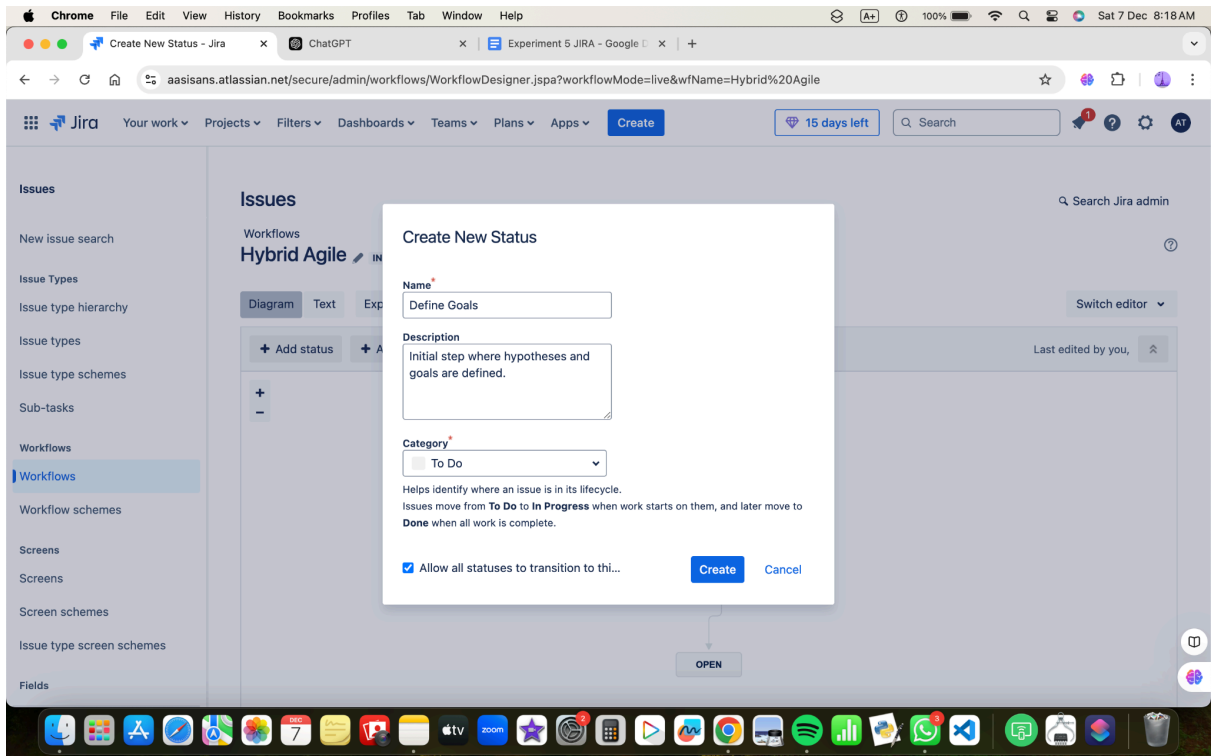 Chrome File Edit View History Bookmarks Profiles Tab Window Help A+ 100% Sat 7 Dec 8:18 AM
Create New Status - Jira ChatGPT Experiment 5 JIRA - Google D
aasisans.atlassian.net/secure/admin/workflows/WorkflowDesigner.jspa?workflowMode=live&wfName=Hybrid%20Agile
Jira Your work Projects Filters Dashboards Teams Plans Apps Create 15 days left Search 1 AT
Issues
New issue search
Issue Types
Issue type hierarchy
Issue types
Issue type schemes
Sub-tasks
Workflows
Workflows
Workflow schemes
Screens
Screens
Screen schemes
Issue type screen schemes
Fields
Issues
Search Jira admin
Workflows
Hybrid Agile IN
Diagram Text Exp
Switch editor
+ Add status + A
Last edited by you,
+
−
Create New Status
Name*
Define Goals
Description
Initial step where hypotheses and
goals are defined.
Category*
To Do
Helps identify where an issue is in its lifecycle.
Issues move from To Do to In Progress when work starts on them, and later move to
Done when all work is complete.
Allow all statuses to transition to thi...
Create Cancel
OPEN
DEC
7
tv
zoom
2
3